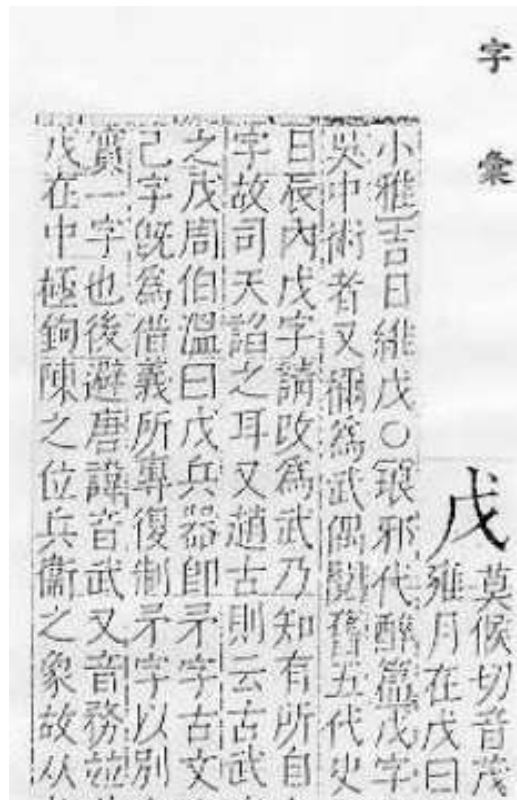 字彙
戊
莫候切音茂
雍月在戊曰
小雅吉日維戊○瑯邪代醉篇戊字
吳中術者又稱為武偶閱舊五代史
日辰內戊字請改為武乃知有所自
字故司天諂之耳又趙古則云古武
之戊周伯溫曰戊兵器即矛字古文
己字旣為借義所專復制矛字以別
實一字也後避唐諱音武又音務竝
戊在中極鉤陳之位兵衞之象故从